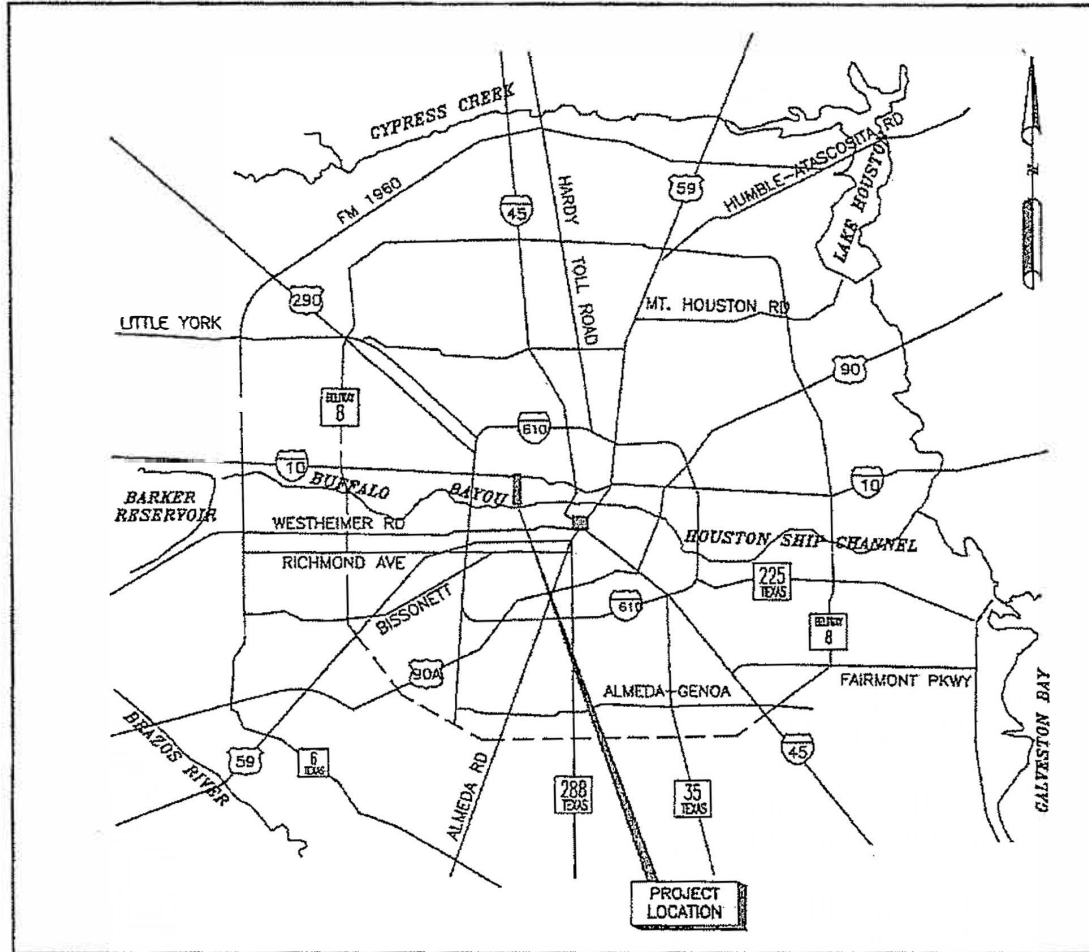 CYPRESS CREEK
FM 1960
45
HARDY
TOLL ROAD
59
HUMBLE-ATASCOSITA RD
LAKE HOUSTON
N
290
LITTLE YORK
MT. HOUSTON RD
90
BELTWAY
8
610
10
BUFFALO
BAYOU
10
BARKER
RESERVOIR
WESTHEIMER RD
HOUSTON SHIP CHANNEL
RICHMOND AVE
BISSONETT
225
TEXAS
610
BELTWAY
8
90A
FAIRMONT PKWY
ALMEDA-GENOA
BRAZOS RIVER
59
6
TEXAS
ALMEDA RD
288
TEXAS
35
TEXAS
45
GALVESTON BAY
PROJECT
LOCATION